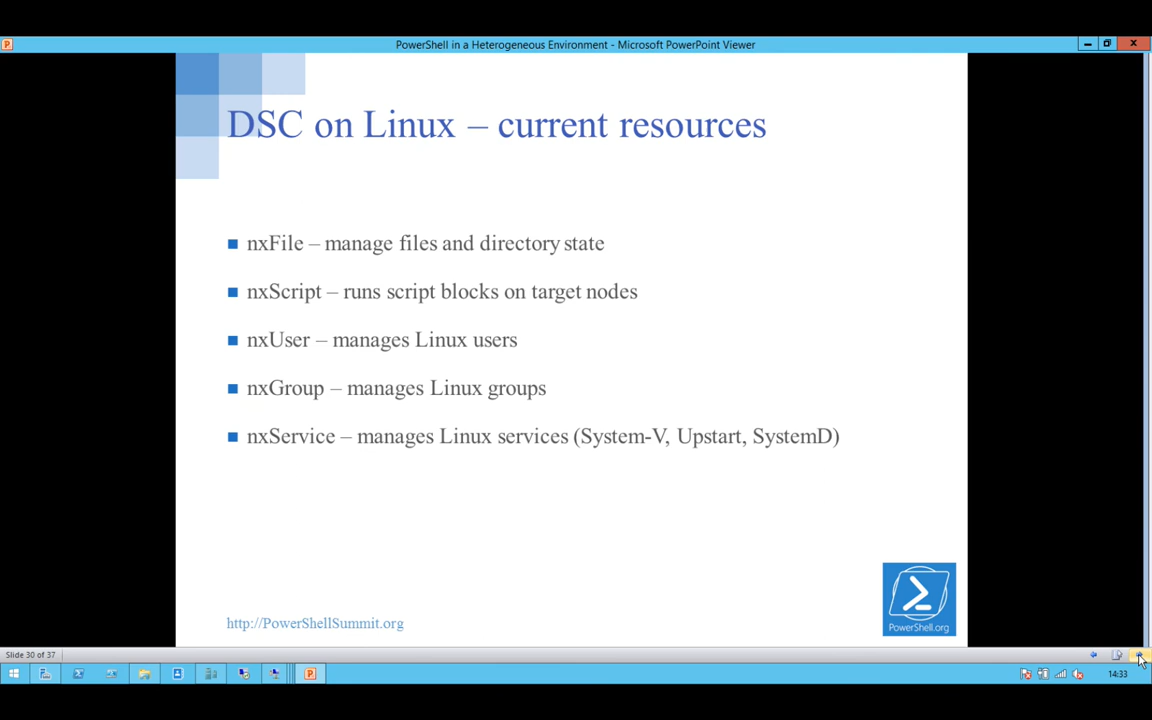 PowerShell in a Heterogeneous Environment - Microsoft PowerPoint Viewer
DSC on Linux – current resources
nxFile – manage files and directory state
nxScript – runs script blocks on target nodes
nxUser – manages Linux users
nxGroup – manages Linux groups
nxService – manages Linux services (System-V, Upstart, SystemD)
PowerShell.org
http://PowerShellSummit.org
Slide 30 of 37
14:33